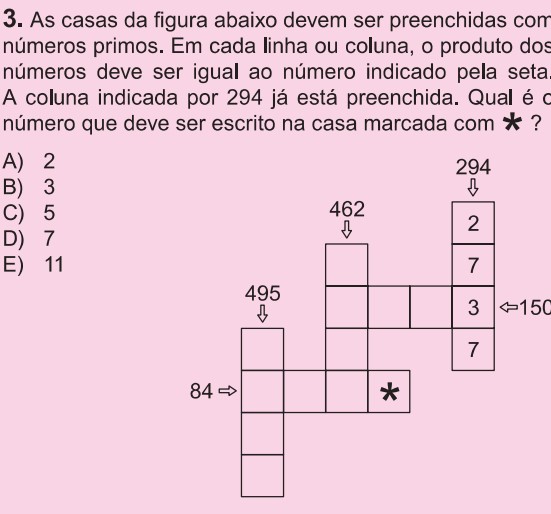 3. As casas da figura abaixo devem ser preenchidas com
números primos. Em cada linha ou coluna, o produto dos
números deve ser igual ao número indicado pela seta.
A coluna indicada por 294 já está preenchida. Qual é o
número que deve ser escrito na casa marcada com * ?
A) 2
B) 3
C) 5
D) 7
E) 11
294
⇩
462
⇩
2
7
495
⇩
3 ⇦150
7
84 ⇨
*